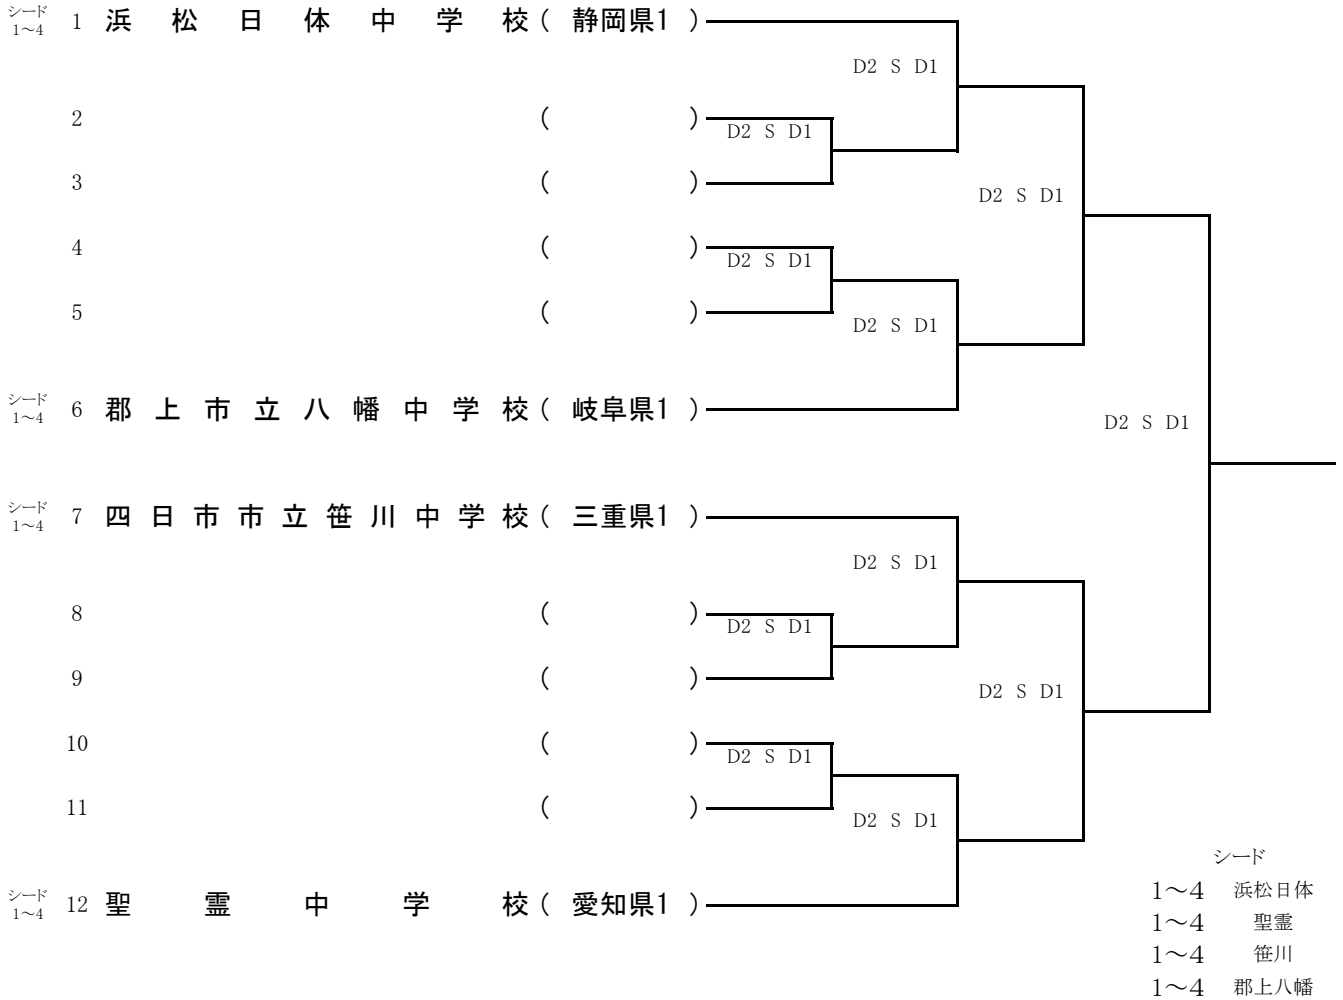 シード
1～4 1 浜松日体中学校 ( 静岡県1 )
D2 S D1
2 ( )
D2 S D1
3 ( )
D2 S D1
4 ( )
D2 S D1
5 ( )
D2 S D1
シード
1～4 6 郡上市立八幡中学校 ( 岐阜県1 )
D2 S D1
シード
1～4 7 四日市市立笹川中学校 ( 三重県1 )
D2 S D1
8 ( )
D2 S D1
9 ( )
D2 S D1
10 ( )
D2 S D1
11 ( )
D2 S D1
シード
1～4 12 聖霊中学校 ( 愛知県1 )
シード
1～4 浜松日体
1～4 聖霊
1～4 笹川
1～4 郡上八幡